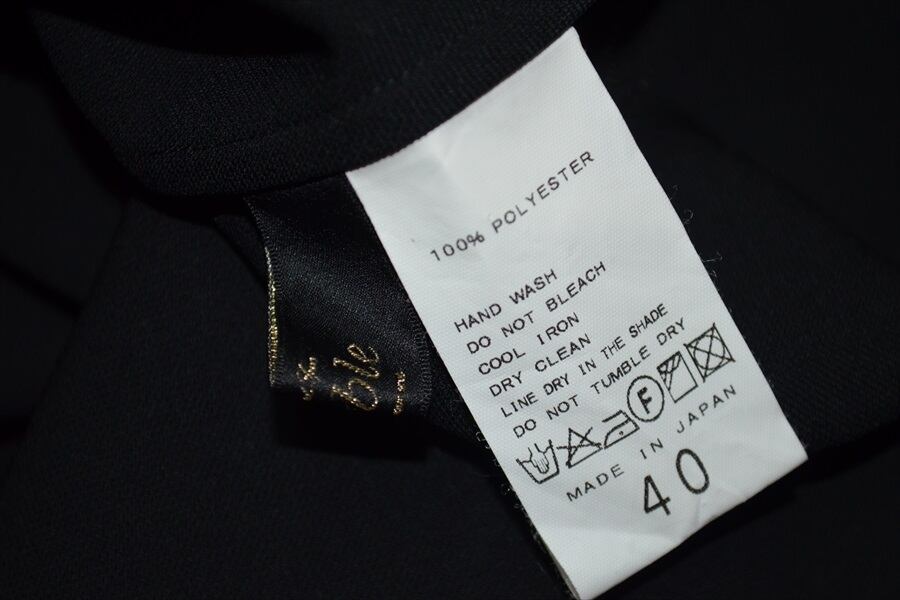 100% POLYESTER
HAND WASH
DO NOT BLEACH
COOL IRON
DRY CLEAN
LINE DRY IN THE SHADE
DO NOT TUMBLE DRY
F
MADE IN JAPAN
40
ble